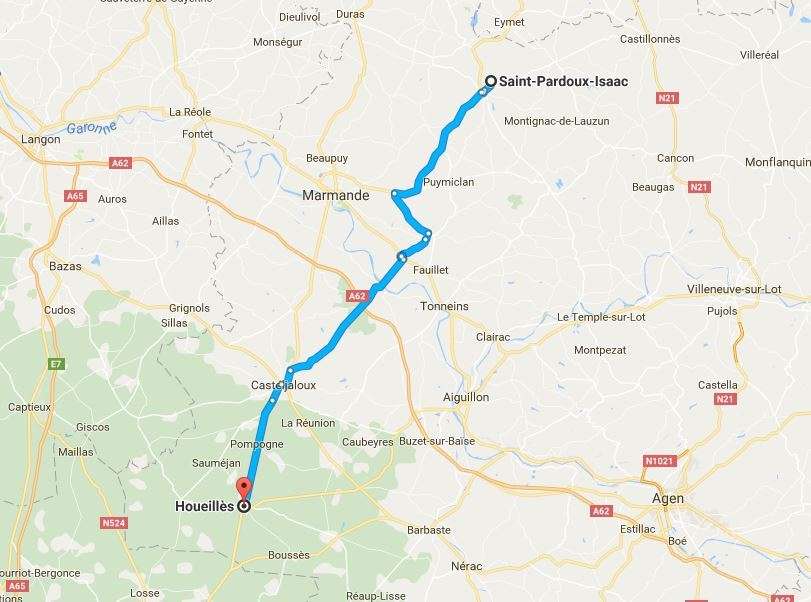 Sauveterre de Guyenne
Dieulivol
Duras
Eymet
Monségur
Castillonnès
Villeréal
Saint-Pardoux-Isaac
N21
La Réole
Garonne
Montignac-de-Lauzun
Langon
Fontet
A62
Beaupuy
Cancon
Monflanquin
Puymiclan
Beaugas
N21
A65
Auros
Marmande
Aillas
Bazas
Fauillet
A62
Villeneuve-sur-Lot
Cudos
Grignols
Tonneins
Pujols
Sillas
Le Temple-sur-Lot
Clairac
Montpezat
E7
Casteljaloux
Castella
Aiguillon
N21
Captieux
Giscos
La Réunion
Maillas
Pompogne
Caubeyres
Buzet-sur-Baïse
Sauméjan
N1021
Houeillès
Agen
N524
A62
Barbaste
Estillac
Boé
Boussès
Nérac
ourriot-Bergonce
A65
Losse
Réaup-Lisse
A62